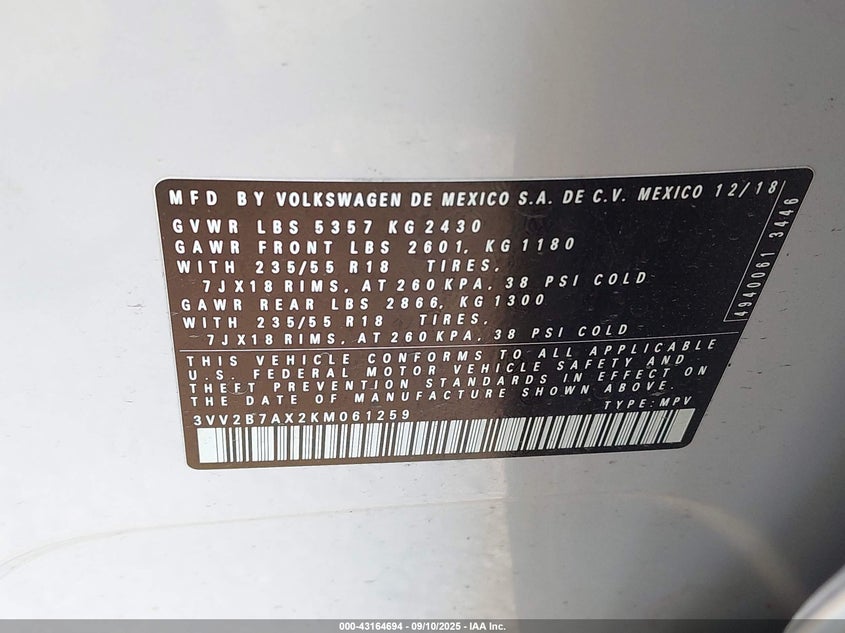 MFD BY VOLKSWAGEN DE MEXICO S.A. DE C.V. MEXICO 12/18
GVWR LBS 5357 KG 2430
GAWR FRONT LBS 2601, KG 1180
WITH 235/55 R18 TIRES,
7JX18 RIMS, AT 260 KPA, 38 PSI COLD
GAWR REAR LBS 2866, KG 1300
WITH 235/55 R18 TIRES,
7JX18 RIMS, AT 260 KPA, 38 PSI COLD
THIS VEHICLE CONFORMS TO ALL APPLICABLE
U.S. FEDERAL MOTOR VEHICLE SAFETY AND
THEFT PREVENTION STANDARDS IN EFFECT ON
THE DATE OF MANUFACTURE SHOWN ABOVE.
3VV2B7AX2KM061259 TYPE: MPV
4940061 3446
000-43164694 - 09/10/2025 - IAA Inc.